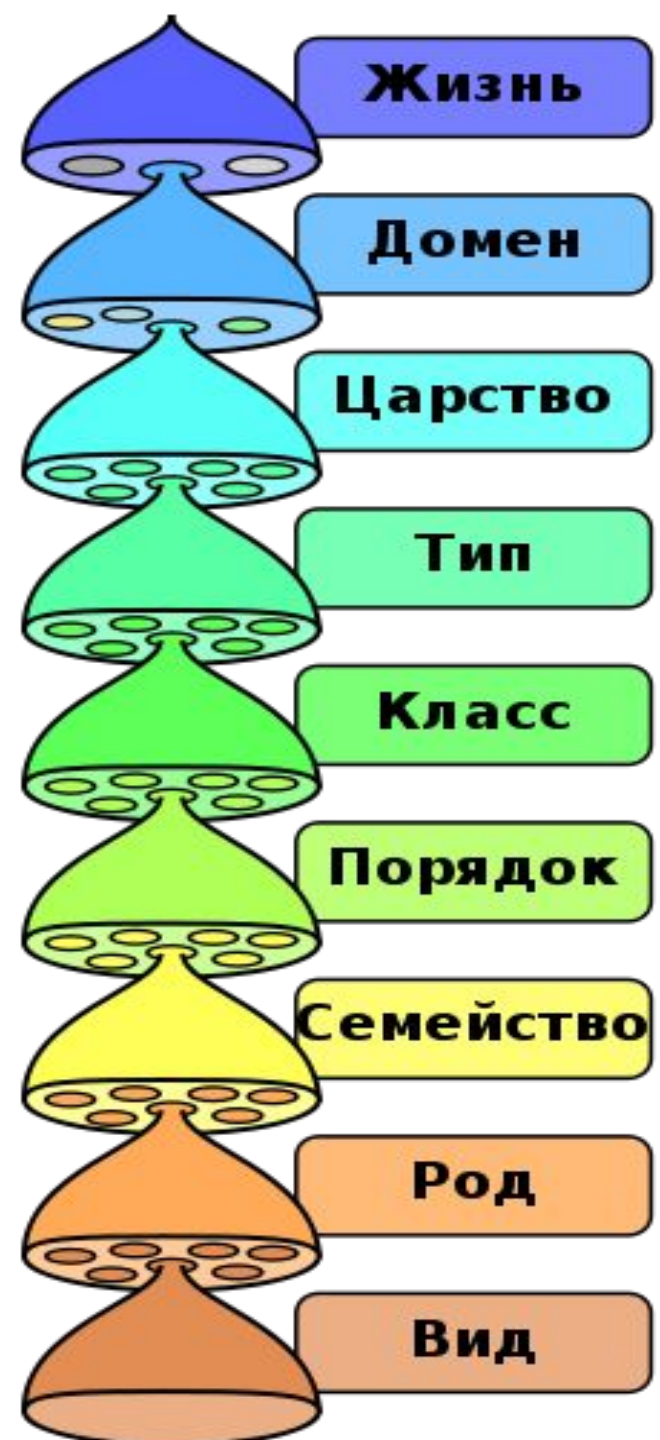 Жизнь
Домен
Царство
Тип
Класс
Порядок
Семейство
Род
Вид